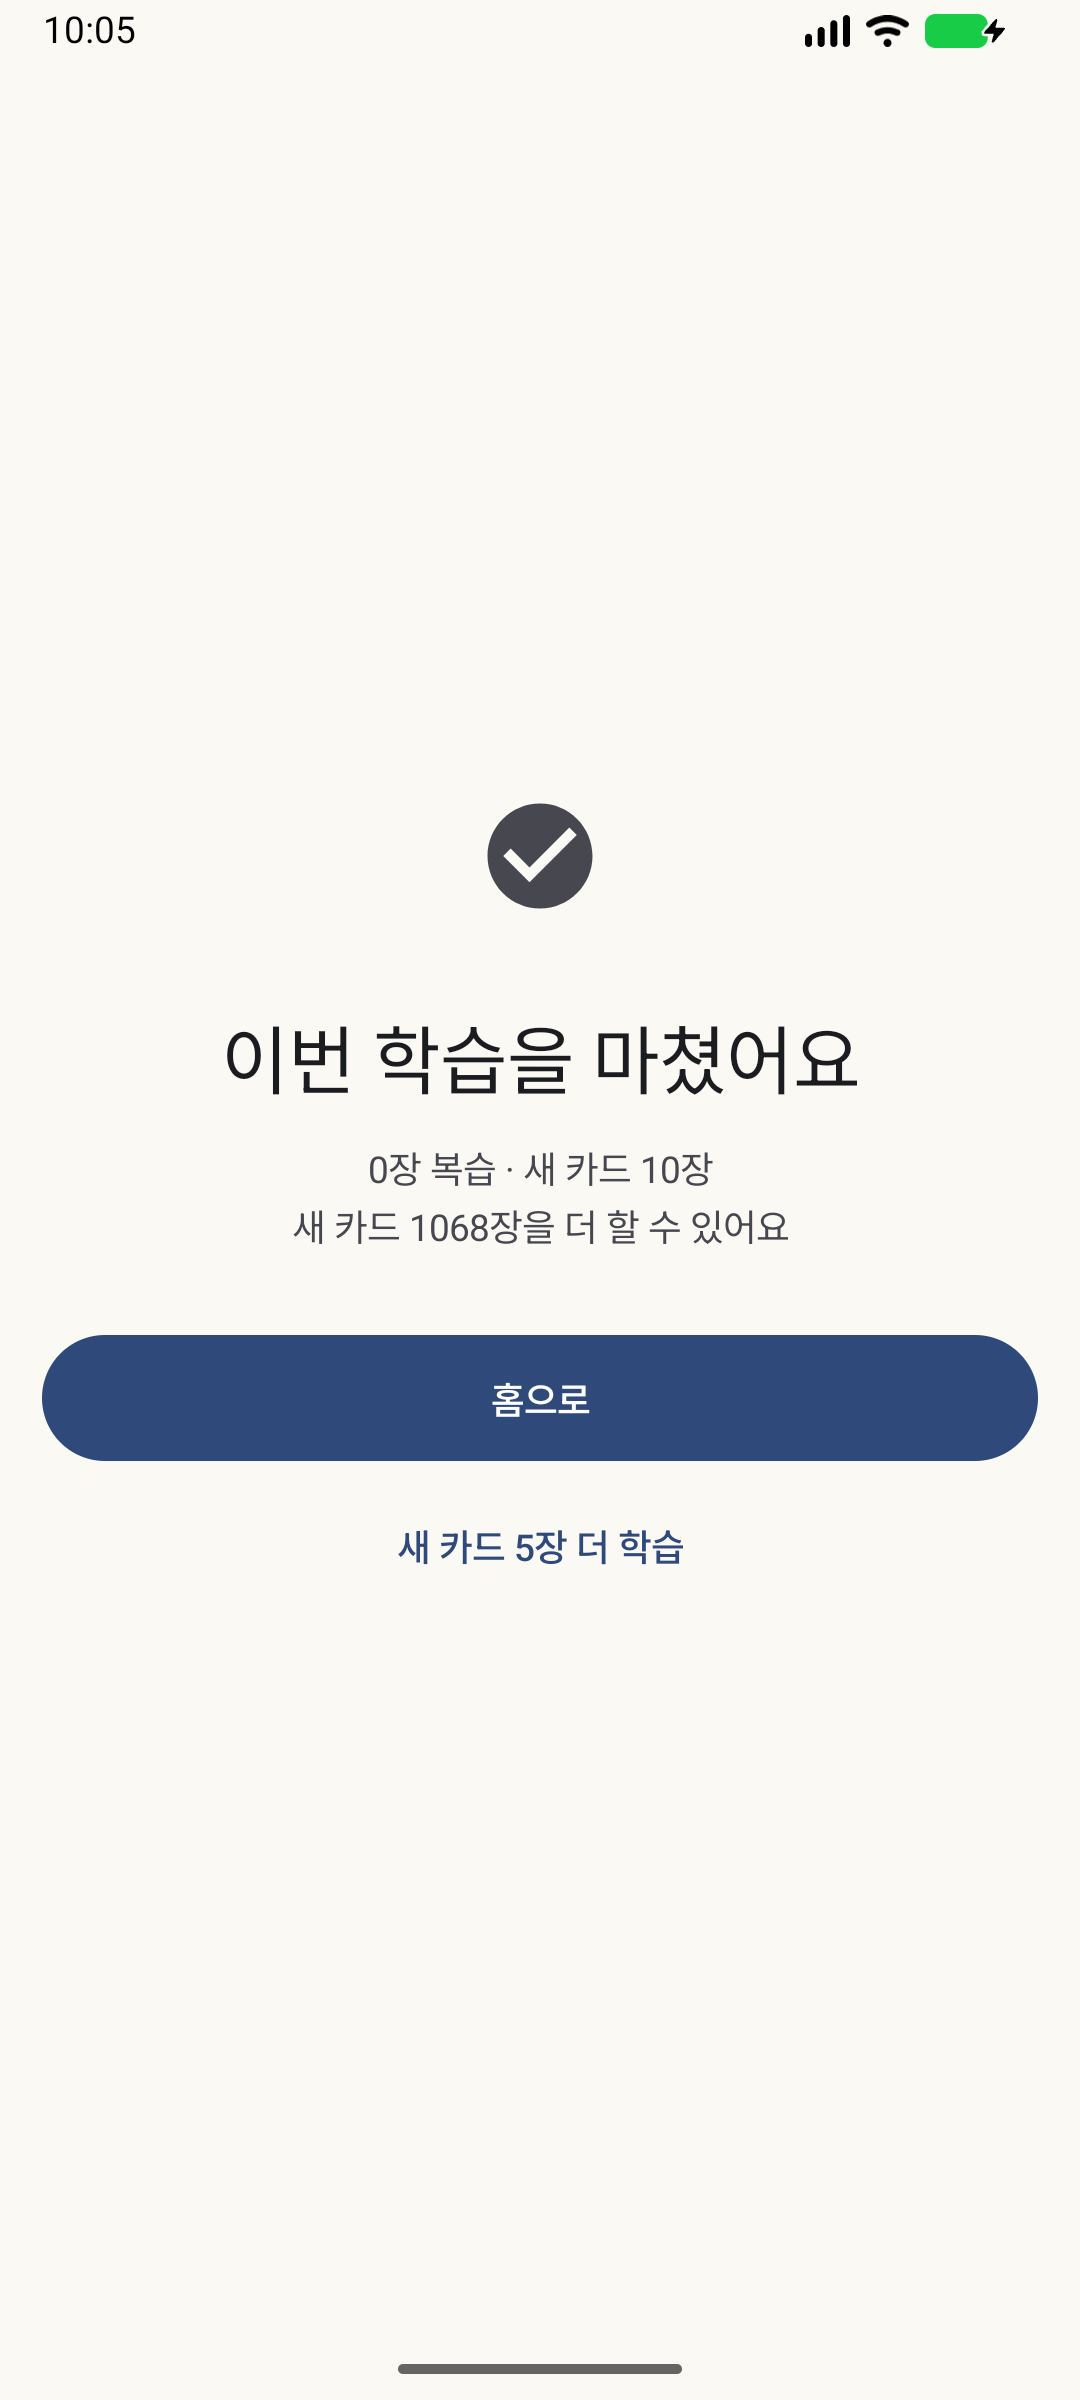 10:05
이번 학습을 마쳤어요
0장 복습 · 새 카드 10장
새 카드 1068장을 더 할 수 있어요
홈으로
새 카드 5장 더 학습